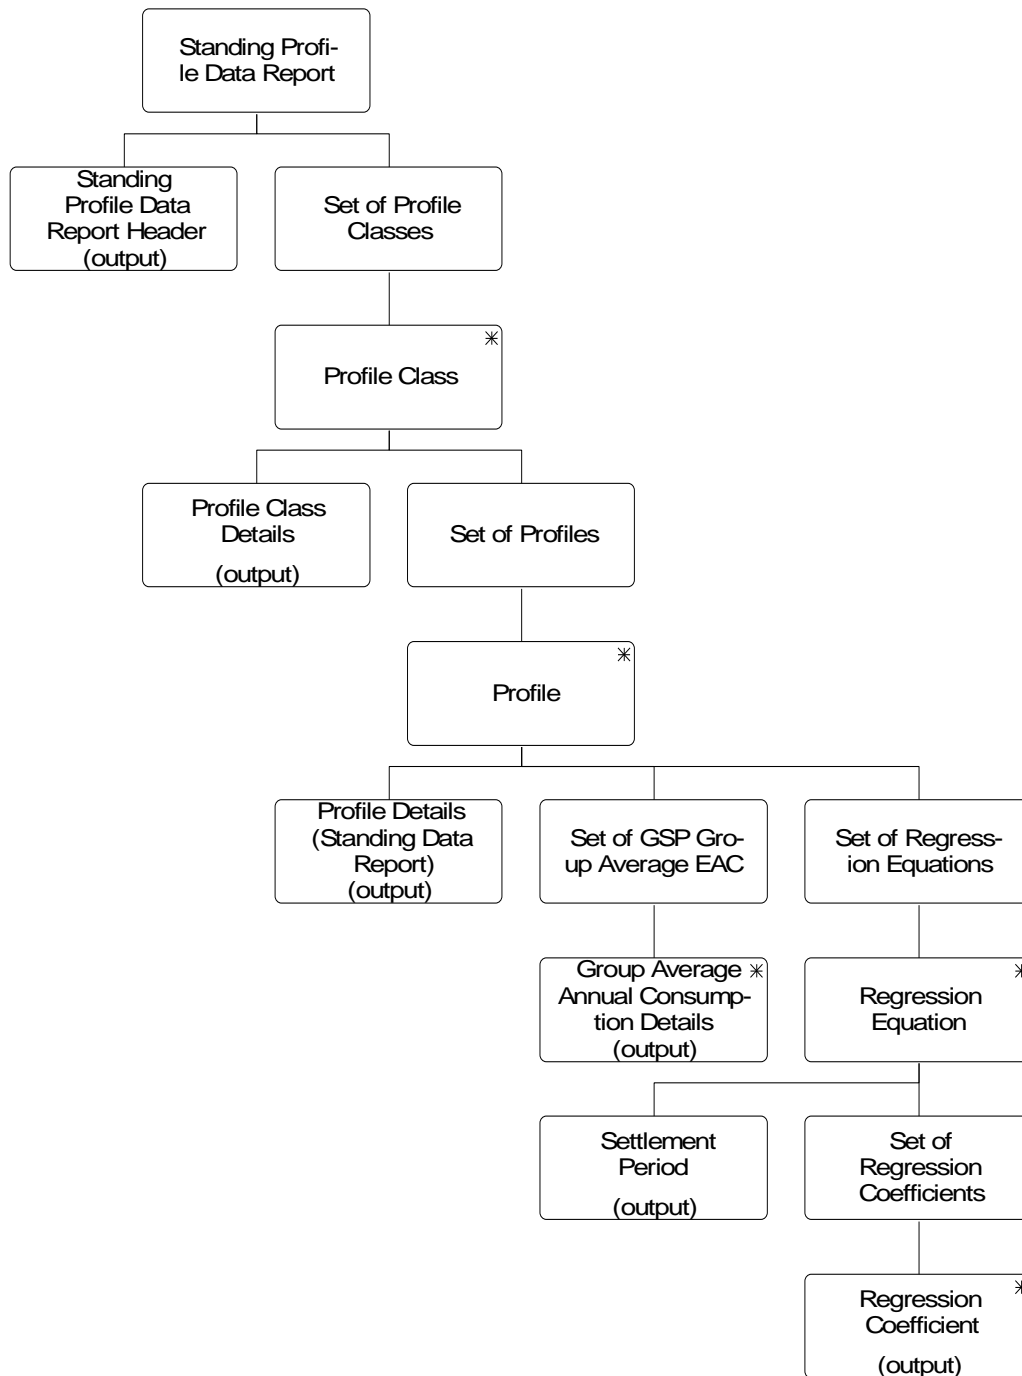 Standing Profi-
le Data Report
Standing
Profile Data
Report Header
(output)
Set of Profile
Classes
*
Profile Class
Profile Class
Details
(output)
Set of Profiles
*
Profile
Profile Details
(Standing Data
Report)
(output)
Set of GSP Gro-
up Average EAC
Set of Regress-
ion Equations
Group Average *
Annual Consump-
tion Details
(output)
*
Regression
Equation
Settlement
Period
(output)
Set of
Regression
Coefficients
*
Regression
Coefficient
(output)